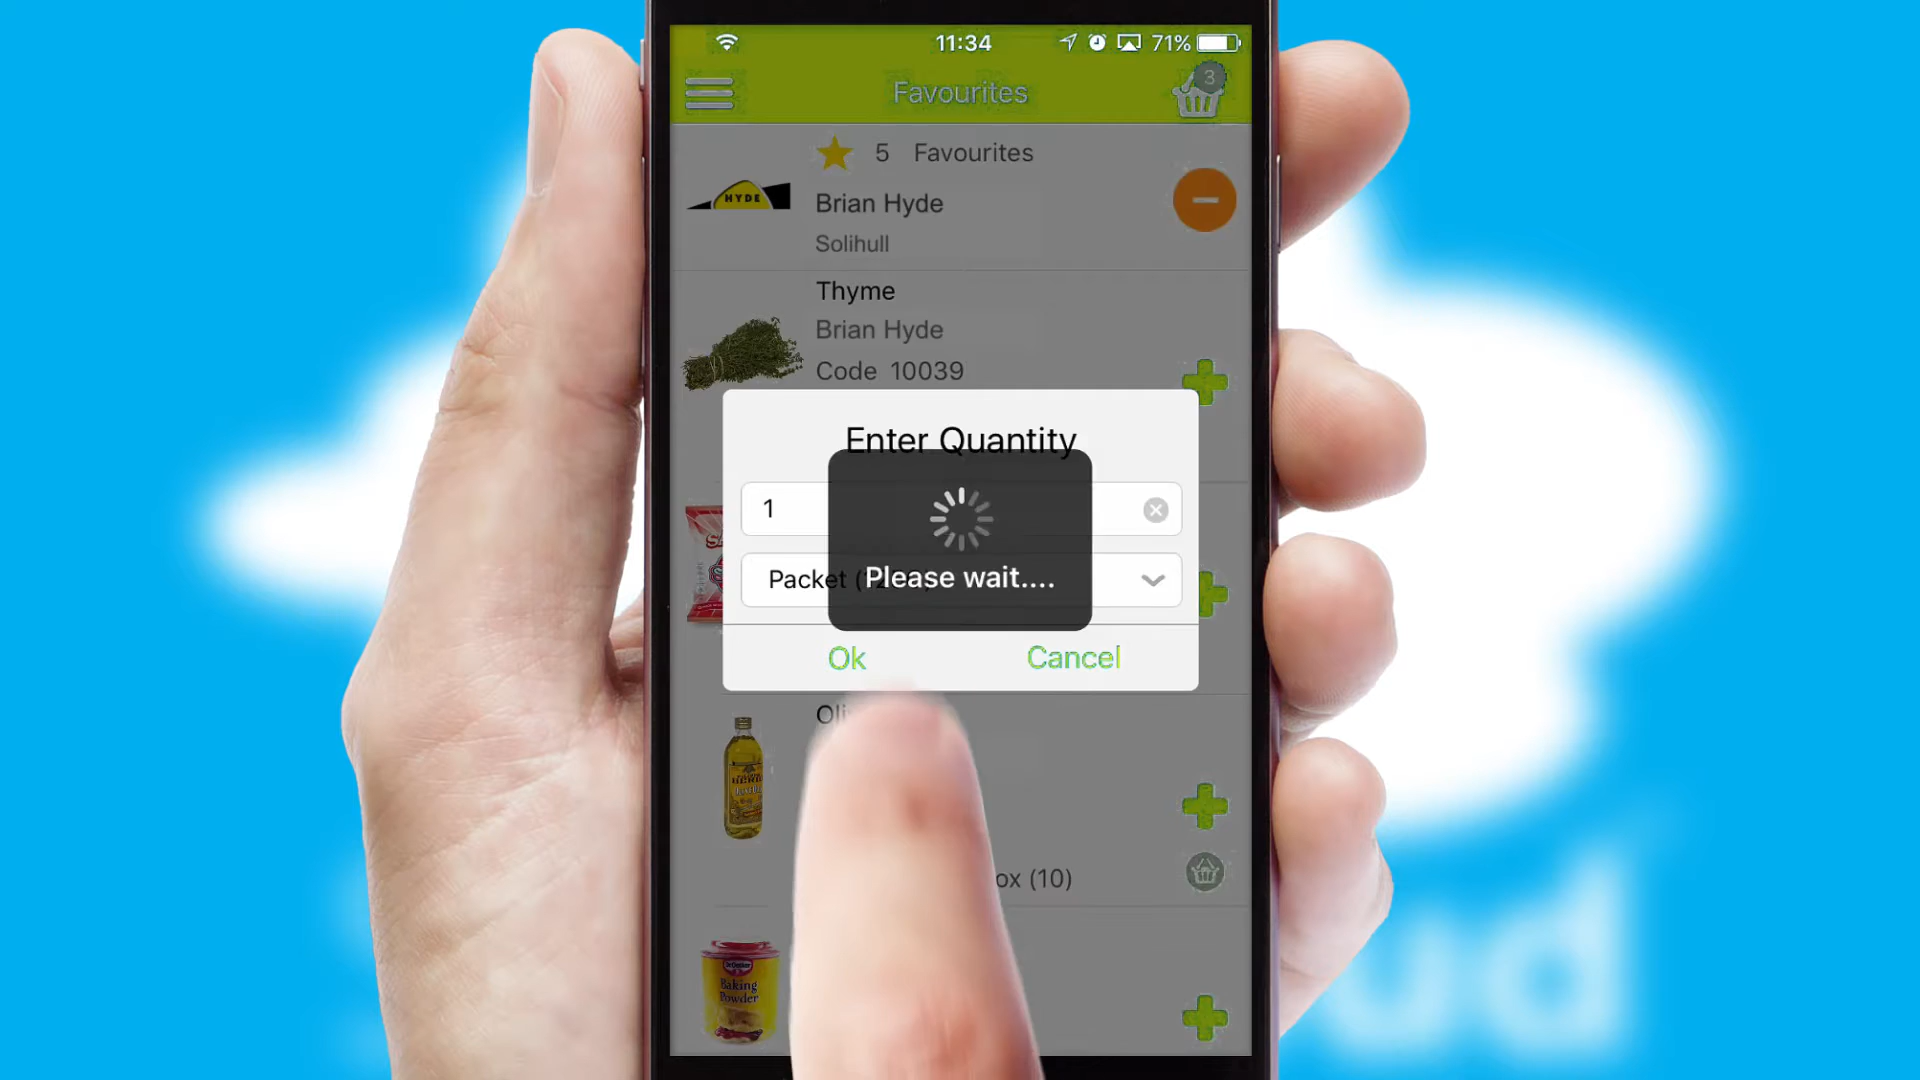 11:34
71%
Favourites
3
5 Favourites
HYDE
Brian Hyde
Solihull
Thyme
Brian Hyde
Code 10039
Enter Quantity
1
Packet
Please wait....
Ok
Cancel
ox (10)
Baking
Powder
ud